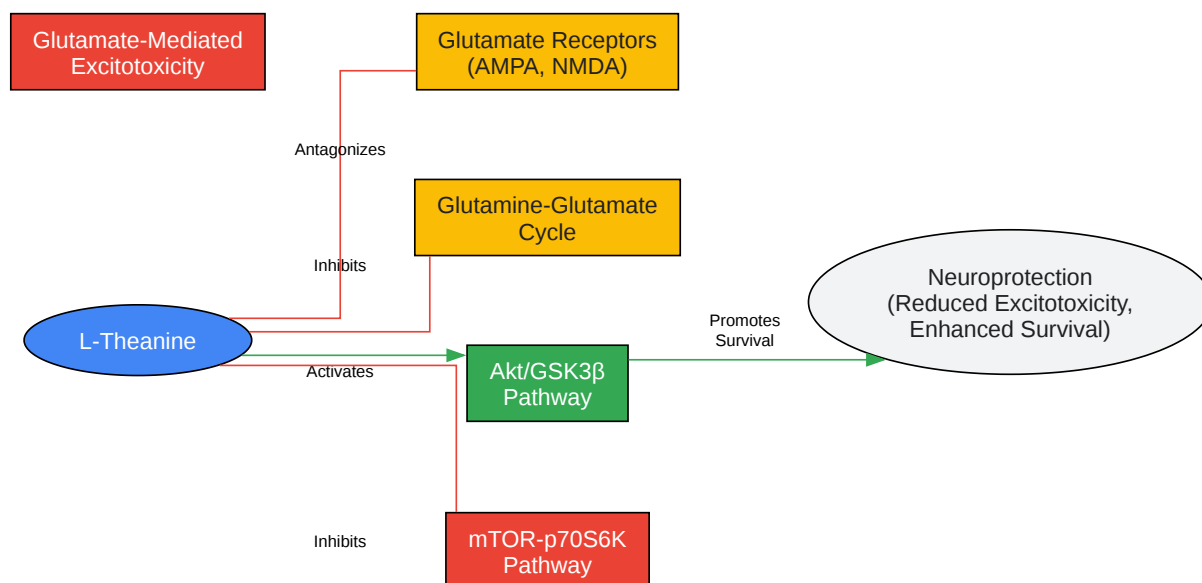 Glutamate-Mediated
Excitotoxicity
Glutamate Receptors
(AMPA, NMDA)
Antagonizes
Glutamine-Glutamate
Cycle
Inhibits
Neuroprotection
(Reduced Excitotoxicity,
Enhanced Survival)
L-Theanine
Promotes
Survival
Activates
Akt/GSK3β
Pathway
Inhibits
mTOR-p70S6K
Pathway